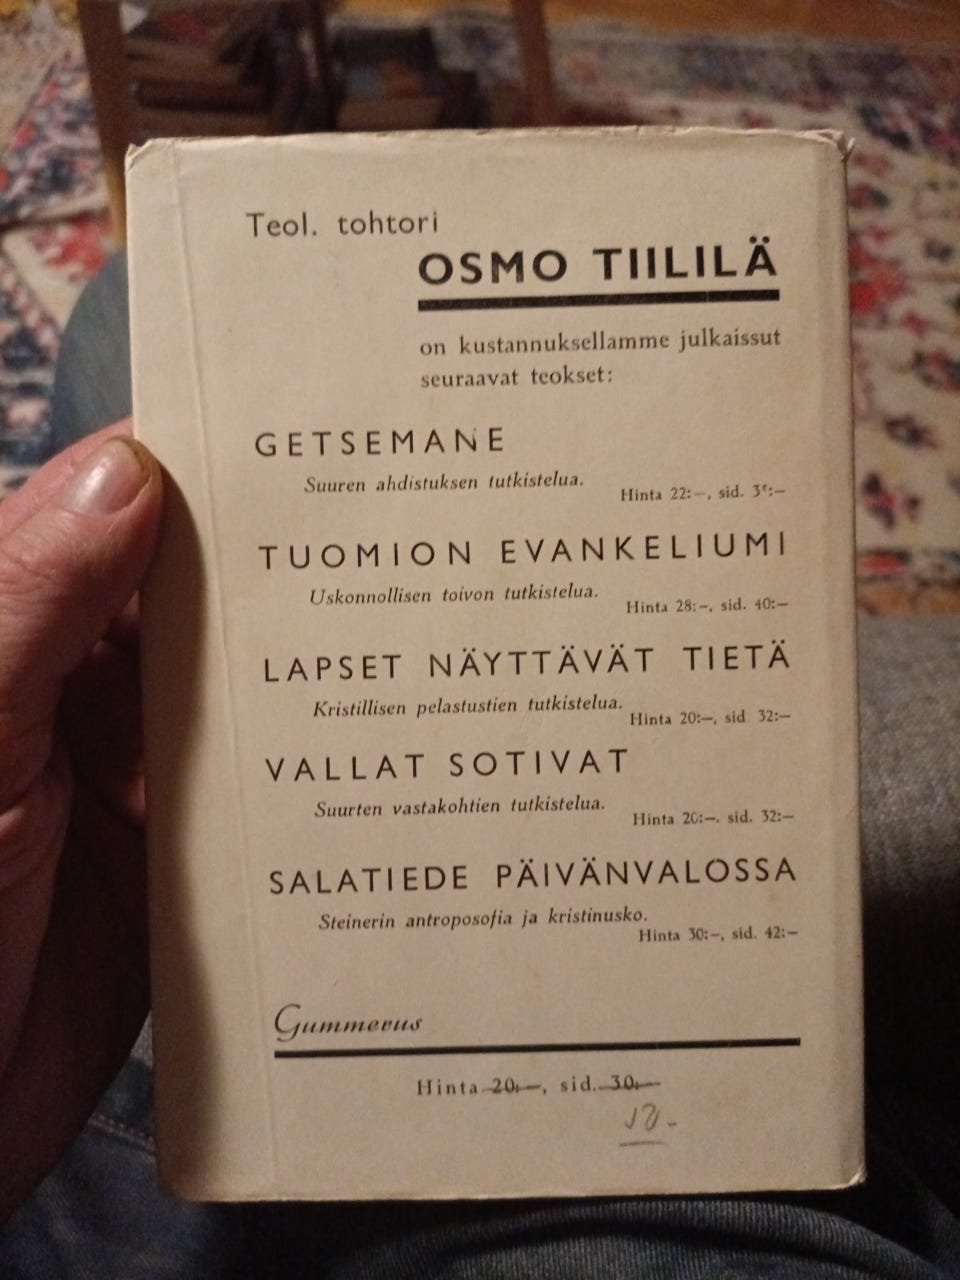 Teol. tohtori
OSMO TIILILÄ
on kustannuksellamme julkaissut
seuraavat teokset:
GETSEMANE
Suuren ahdistuksen tutkistelua.
Hinta 22:—, sid.
TUOMION EVANKELIUMI
Uskonnollisen toivon tutkistelua.
Hinta 28:—, sid. 40:—
LAPSET NÄYTTÄVÄT TIETÄ
Kristillisen pelastustien tutkistelua.
Hinta 20:—, sid 32:—
VALLAT SOTIVAT
Suurten vastakohtien tutkistelua.
Hinta 20:—. sid. 32:—
SALATIEDE PÄIVÄNVALOSSA
Steinerin antroposofia ja kristinusko.
Hinta 30:—, sid. 42:—
Gummerus
Hinta 20:—, sid. 30:—